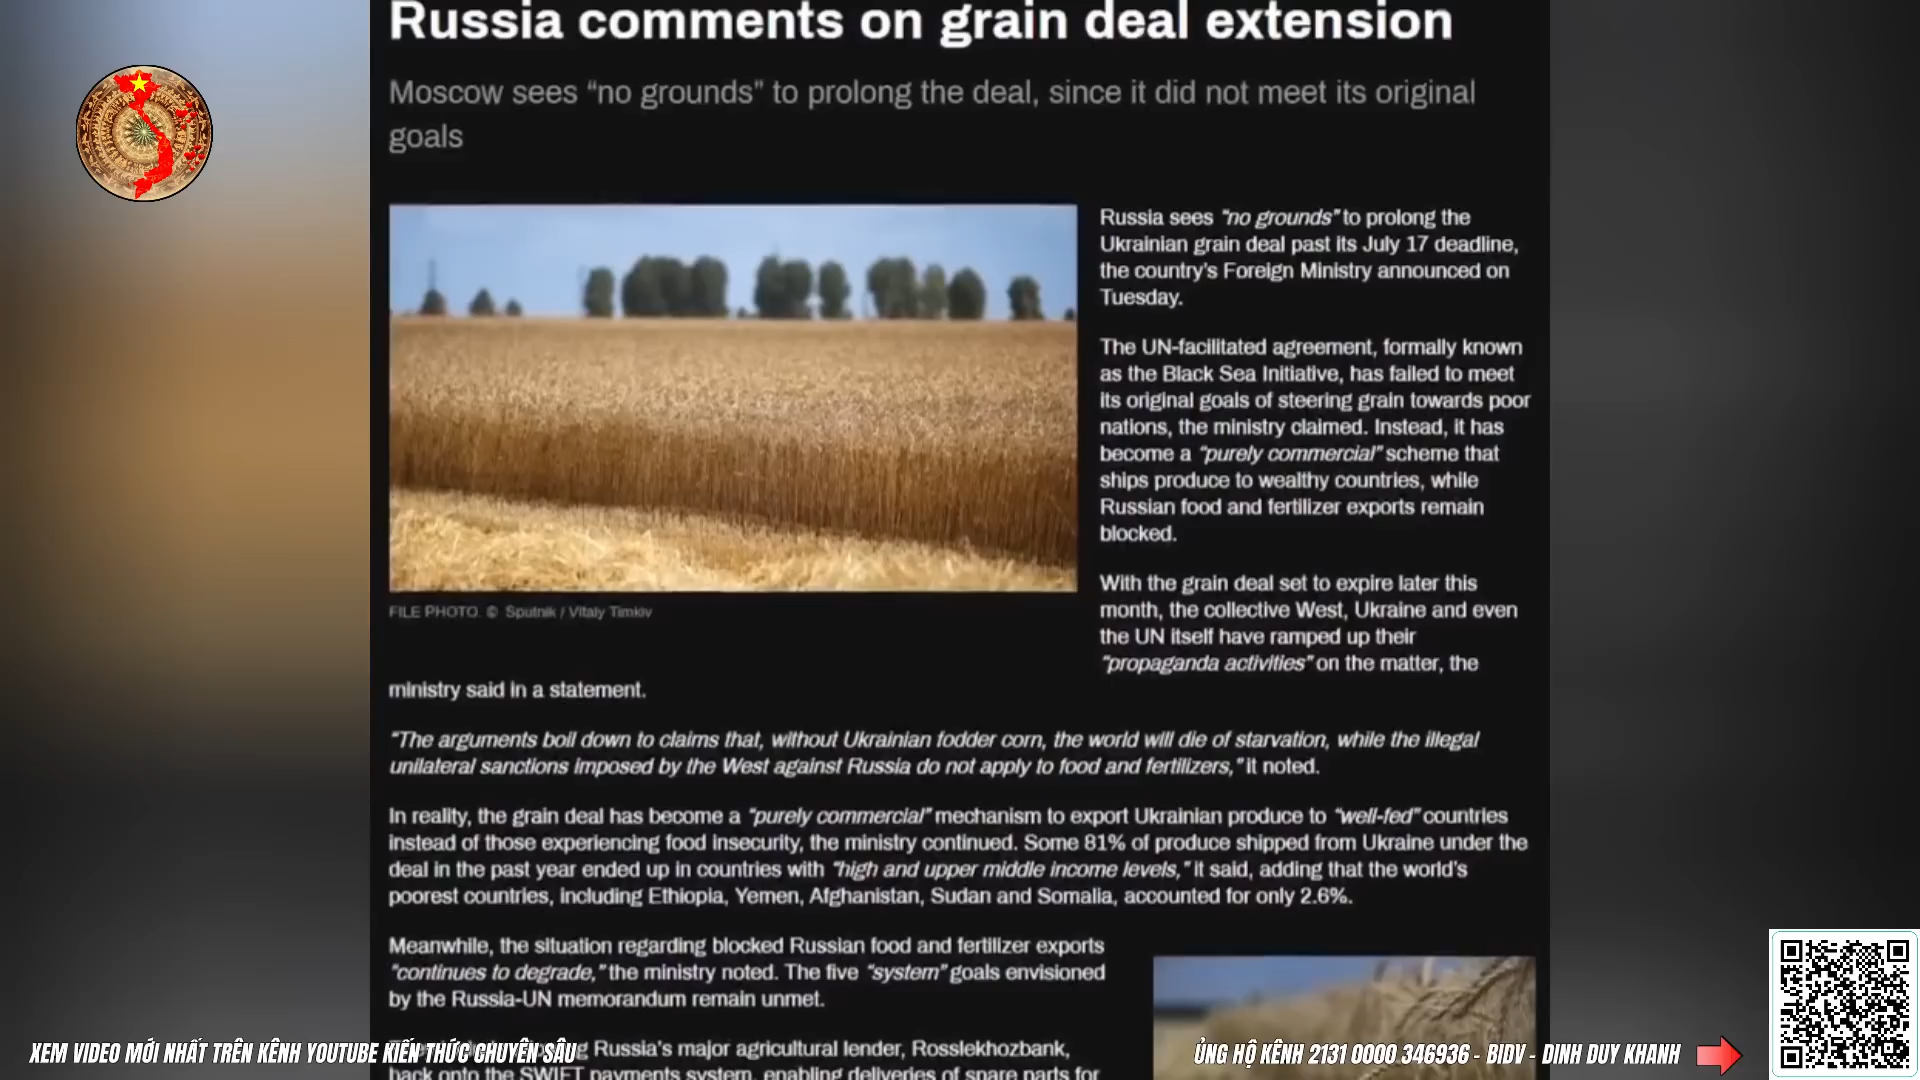 Russia comments on grain deal extension
Moscow sees “no grounds” to prolong the deal, since it did not meet its original
goals
Russia sees “no grounds” to prolong the
Ukrainian grain deal past its July 17 deadline,
the country’s Foreign Ministry announced on
Tuesday.
The UN-facilitated agreement, formally known
as the Black Sea Initiative, has failed to meet
its original goals of steering grain towards poor
nations, the ministry claimed. Instead, it has
become a “purely commercial” scheme that
ships produce to wealthy countries, while
Russian food and fertilizer exports remain
blocked.
With the grain deal set to expire later this
month, the collective West, Ukraine and even
the UN itself have ramped up their
“propaganda activities” on the matter, the
FILE PHOTO. © Sputnik / Vitaly Timkiv
ministry said in a statement.
“The arguments boil down to claims that, without Ukrainian fodder corn, the world will die of starvation, while the illegal
unilateral sanctions imposed by the West against Russia do not apply to food and fertilizers,” it noted.
In reality, the grain deal has become a “purely commercial” mechanism to export Ukrainian produce to “well-fed” countries
instead of those experiencing food insecurity, the ministry continued. Some 81% of produce shipped from Ukraine under the
deal in the past year ended up in countries with “high and upper middle income levels,” it said, adding that the world’s
poorest countries, including Ethiopia, Yemen, Afghanistan, Sudan and Somalia, accounted for only 2.6%.
Meanwhile, the situation regarding blocked Russian food and fertilizer exports
“continues to degrade,” the ministry noted. The five “system” goals envisioned
by the Russia-UN memorandum remain unmet.
Russia’s major agricultural lender, Rosslekhozbank,
back onto the SWIFT payments system, enabling deliveries of spare parts for
XEM VIDEO MỚI NHẤT TRÊN KÊNH YOUTUBE KIẾN THỨC CHUYÊN SÂU
ỦNG HỘ KÊNH 2131 0000 346936 - BIDV - DINH DUY KHANH